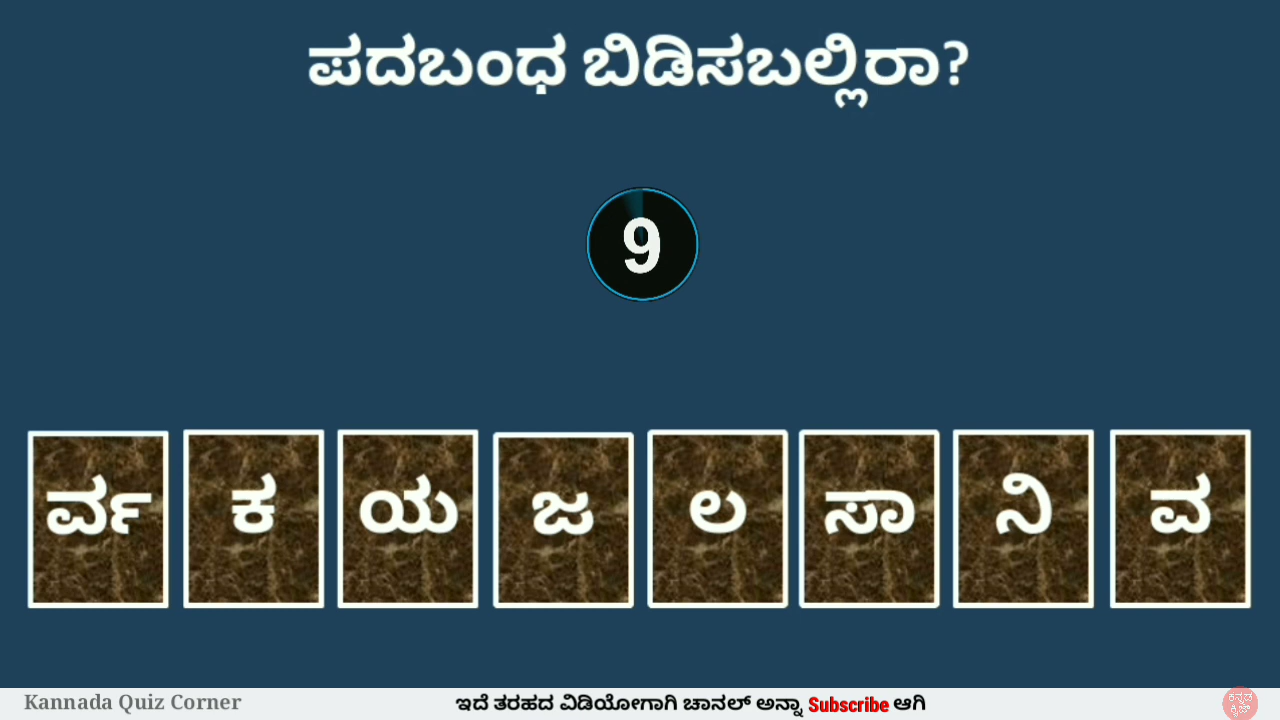 ಪದಬಂಧ ಬಿಡಿಸಬಲ್ಲಿರಾ?
9
ರ್ವ ಕ ಯ ಜ ಲ ಸಾ ನಿ ವ
Kannada Quiz Corner ಇದೆ ತರಹದ ವಿಡಿಯೋಗಾಗಿ ಚಾನಲ್ ಅನ್ನಾ Subscribe ಆಗಿ